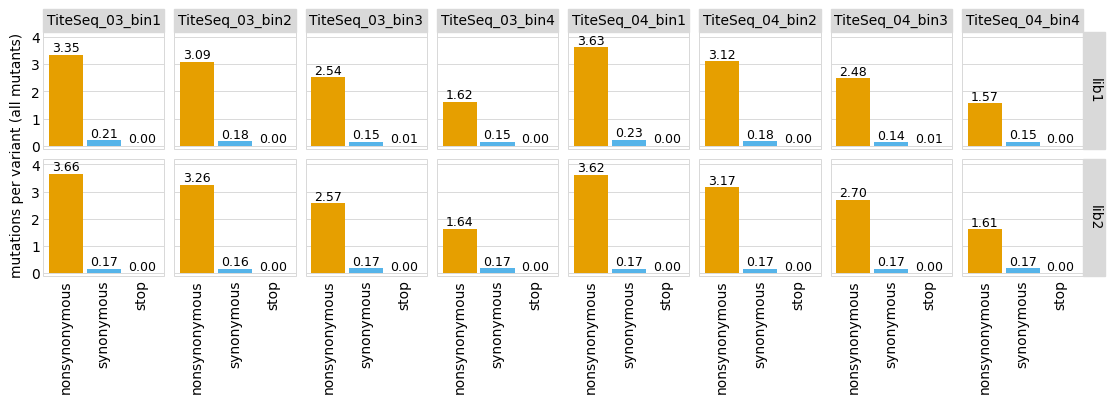 TiteSeq_03_bin1 TiteSeq_03_bin2 TiteSeq_03_bin3 TiteSeq_03_bin4 TiteSeq_04_bin1 TiteSeq_04_bin2 TiteSeq_04_bin3 TiteSeq_04_bin4
mutations per variant (all mutants)
4
3
2
1
0
3.35 0.21 0.00
3.09 0.18 0.00
2.54 0.15 0.01
1.62 0.15 0.00
3.63 0.23 0.00
3.12 0.18 0.00
2.48 0.14 0.01
1.57 0.15 0.00
lib1
4
3
2
1
0
3.66 0.17 0.00
3.26 0.16 0.00
2.57 0.17 0.00
1.64 0.17 0.00
3.62 0.17 0.00
3.17 0.17 0.00
2.70 0.17 0.00
1.61 0.17 0.00
lib2
nonsynonymous synonymous stop
nonsynonymous synonymous stop
nonsynonymous synonymous stop
nonsynonymous synonymous stop
nonsynonymous synonymous stop
nonsynonymous synonymous stop
nonsynonymous synonymous stop
nonsynonymous synonymous stop